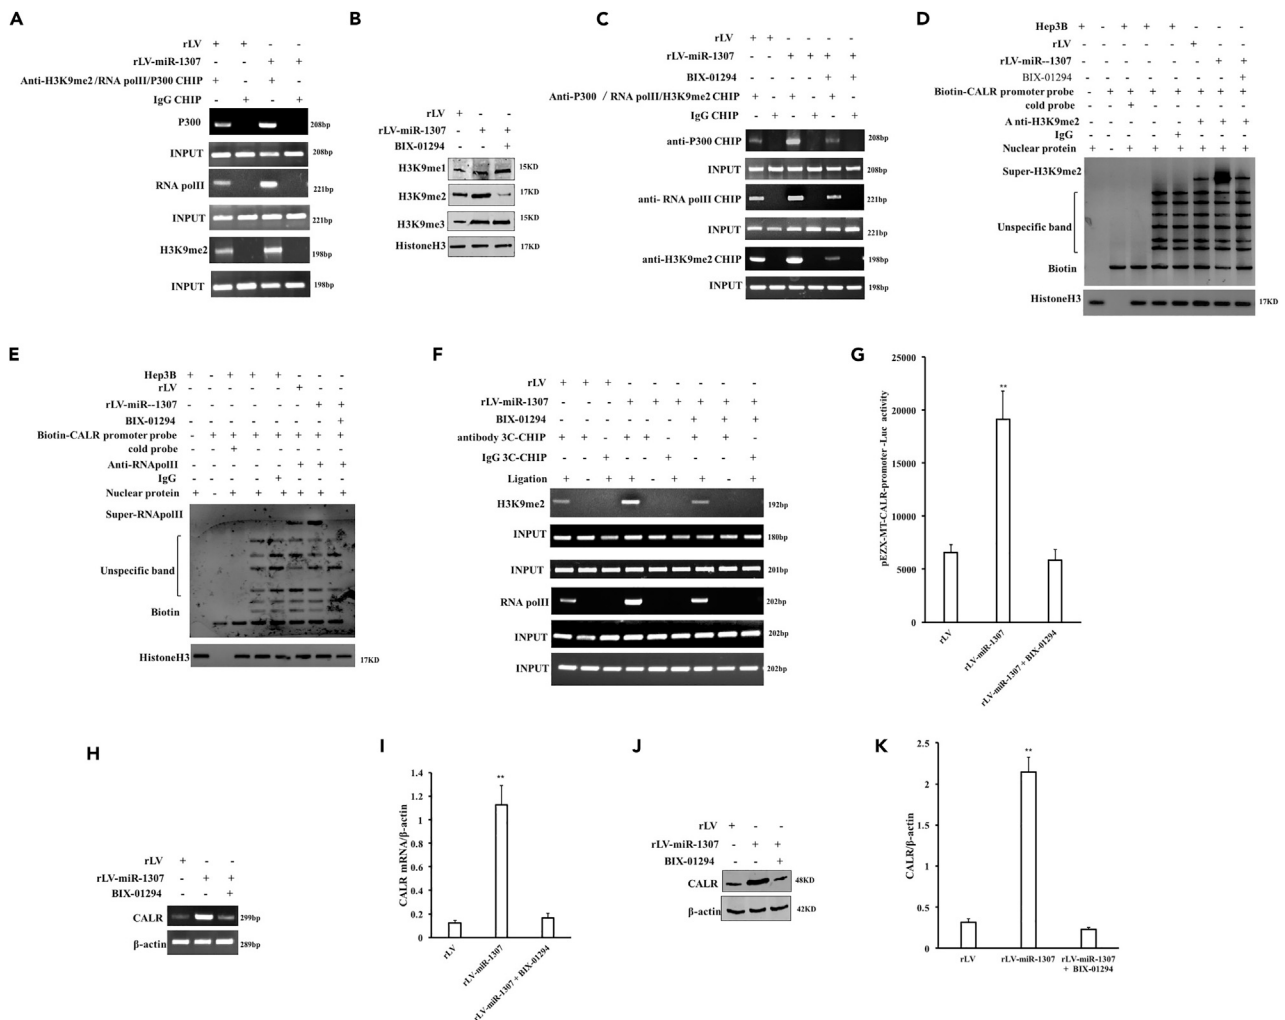 A
rLV + + - -
rLV-miR-1307 - - + +
Anti-H3K9me2/RNA polII/P300 CHIP + - + -
IgG CHIP - + - +
P300 208bp
INPUT 208bp
RNA polII 221bp
INPUT 221bp
H3K9me2 198bp
INPUT 198bp
B
rLV + - -
rLV-miR-1307 - + +
BIX-01294 - - +
H3K9me1 15KD
H3K9me2 17KD
H3K9me3 15KD
HistoneH3 17KD
C
rLV + + - - - -
rLV-miR-1307 - - + + + +
BIX-01294 - - - - + +
Anti-P300 / RNA polII/H3K9me2 CHIP + - + - + -
IgG CHIP - + - + - +
anti-P300 CHIP 208bp
INPUT 208bp
anti- RNA polII CHIP 221bp
INPUT 221bp
anti-H3K9me2 CHIP 198bp
INPUT 198bp
D
Hep3B + - + + + - - -
rLV - - - - - + - -
rLV-miR--1307 - - - - - - + +
BIX-01294 - - - - - - - +
Biotin-CALR promoter probe - + + + + + + +
cold probe - - + - - - - -
Anti-H3K9me2 - - - - - + + +
IgG - - - - + - - -
Nuclear protein + - + + + + + +
Super-H3K9me2
Unspecific band
Biotin
HistoneH3 17KD
E
Hep3B + - + + + - - -
rLV - - - - - + - -
rLV-miR--1307 - - - - - - + +
BIX-01294 - - - - - - - +
Biotin-CALR promoter probe - + + + + + + +
cold probe - - + - - - - -
Anti-RNApolII - - - - - + + +
IgG - - - - + - - -
Nuclear protein + - + + + + + +
Super-RNApolII
Unspecific band
Biotin
HistoneH3 17KD
F
rLV + + + - - - - - -
rLV-miR-1307 - - - + + + + + +
BIX-01294 - - - - - - + + +
antibody 3C-CHIP + + - + + - + + -
IgG 3C-CHIP - - + - - + - - +
Ligation + - + + - + + - +
H3K9me2 192bp
INPUT 180bp
INPUT 201bp
RNA polII 202bp
INPUT 202bp
INPUT 202bp
G
pEZX-MT-CALR-promoter -Luc activity
25000
20000
15000
10000
5000
0
**
rLV
rLV-miR-1307
rLV-miR-1307 + BIX-01294
H
rLV + - -
rLV-miR-1307 - + +
BIX-01294 - - +
CALR 299bp
β-actin 289bp
I
CALR mRNA/β-actin
1.4
1.2
1
0.8
0.6
0.4
0.2
0
**
rLV
rLV-miR-1307
rLV-miR-1307 + BIX-01294
J
rLV + - -
rLV-miR-1307 - + +
BIX-01294 - - +
CALR 48KD
β-actin 42KD
K
CALR/β-actin
2.5
2
1.5
1
0.5
0
**
rLV
rLV-miR-1307
rLV-miR-1307
+ BIX-01294